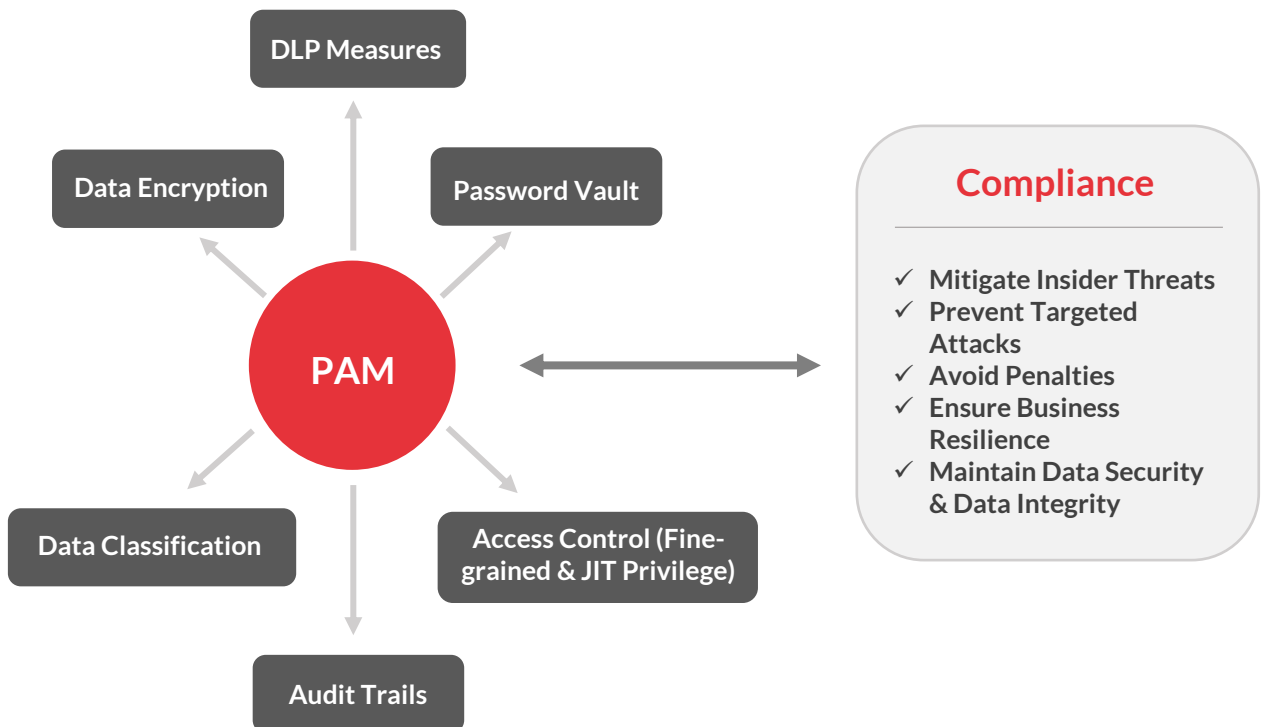 DLP Measures
Data Encryption
Password Vault
PAM
Data Classification
Access Control (Fine-
grained & JIT Privilege)
Audit Trails
Compliance
✓ Mitigate Insider Threats
✓ Prevent Targeted
Attacks
✓ Avoid Penalties
✓ Ensure Business
Resilience
✓ Maintain Data Security
& Data Integrity